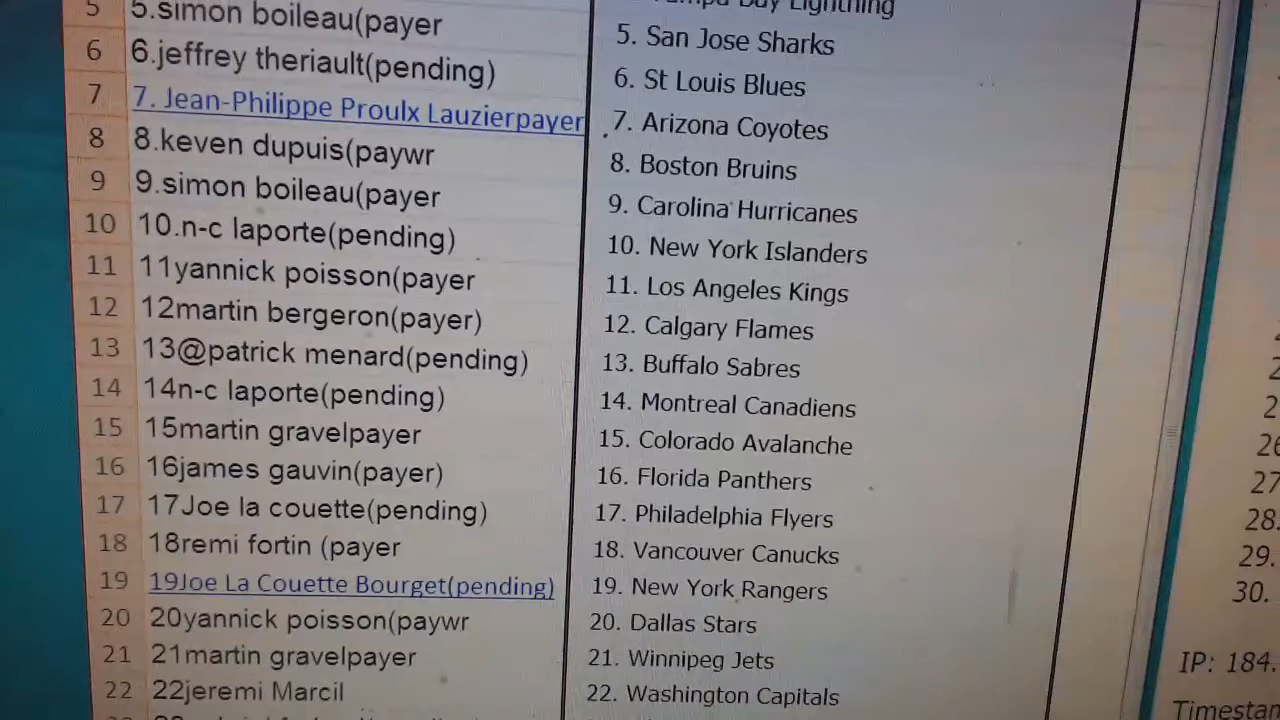 5 5.simon boileau(payer
6 6.jeffrey theriault(pending)
7 7. Jean-Philippe Proulx Lauzierpayer
8 8.keven dupuis(paywr
9 9.simon boileau(payer
10 10.n-c laporte(pending)
11 11yannick poisson(payer
12 12martin bergeron(payer)
13 13@patrick menard(pending)
14 14n-c laporte(pending)
15 15martin gravelpayer
16 16james gauvin(payer)
17 17Joe la couette(pending)
18 18remi fortin (payer
19 19Joe La Couette Bourget(pending)
20 20yannick poisson(paywr
21 21martin gravelpayer
22 22jeremi Marcil
Lightning
5. San Jose Sharks
6. St Louis Blues
7. Arizona Coyotes
8. Boston Bruins
9. Carolina Hurricanes
10. New York Islanders
11. Los Angeles Kings
12. Calgary Flames
13. Buffalo Sabres
14. Montreal Canadiens
15. Colorado Avalanche
16. Florida Panthers
17. Philadelphia Flyers
18. Vancouver Canucks
19. New York Rangers
20. Dallas Stars
21. Winnipeg Jets
22. Washington Capitals
26
27
28.
29.
30.
IP: 184.
Timestam